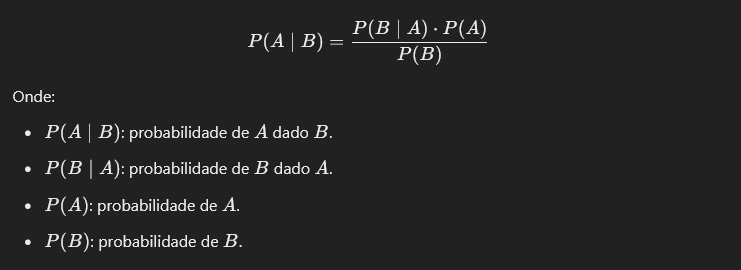 P(A | B) = P(B | A) · P(A) / P(B)
Onde:
• P(A | B): probabilidade de A dado B.
• P(B | A): probabilidade de B dado A.
• P(A): probabilidade de A.
• P(B): probabilidade de B.